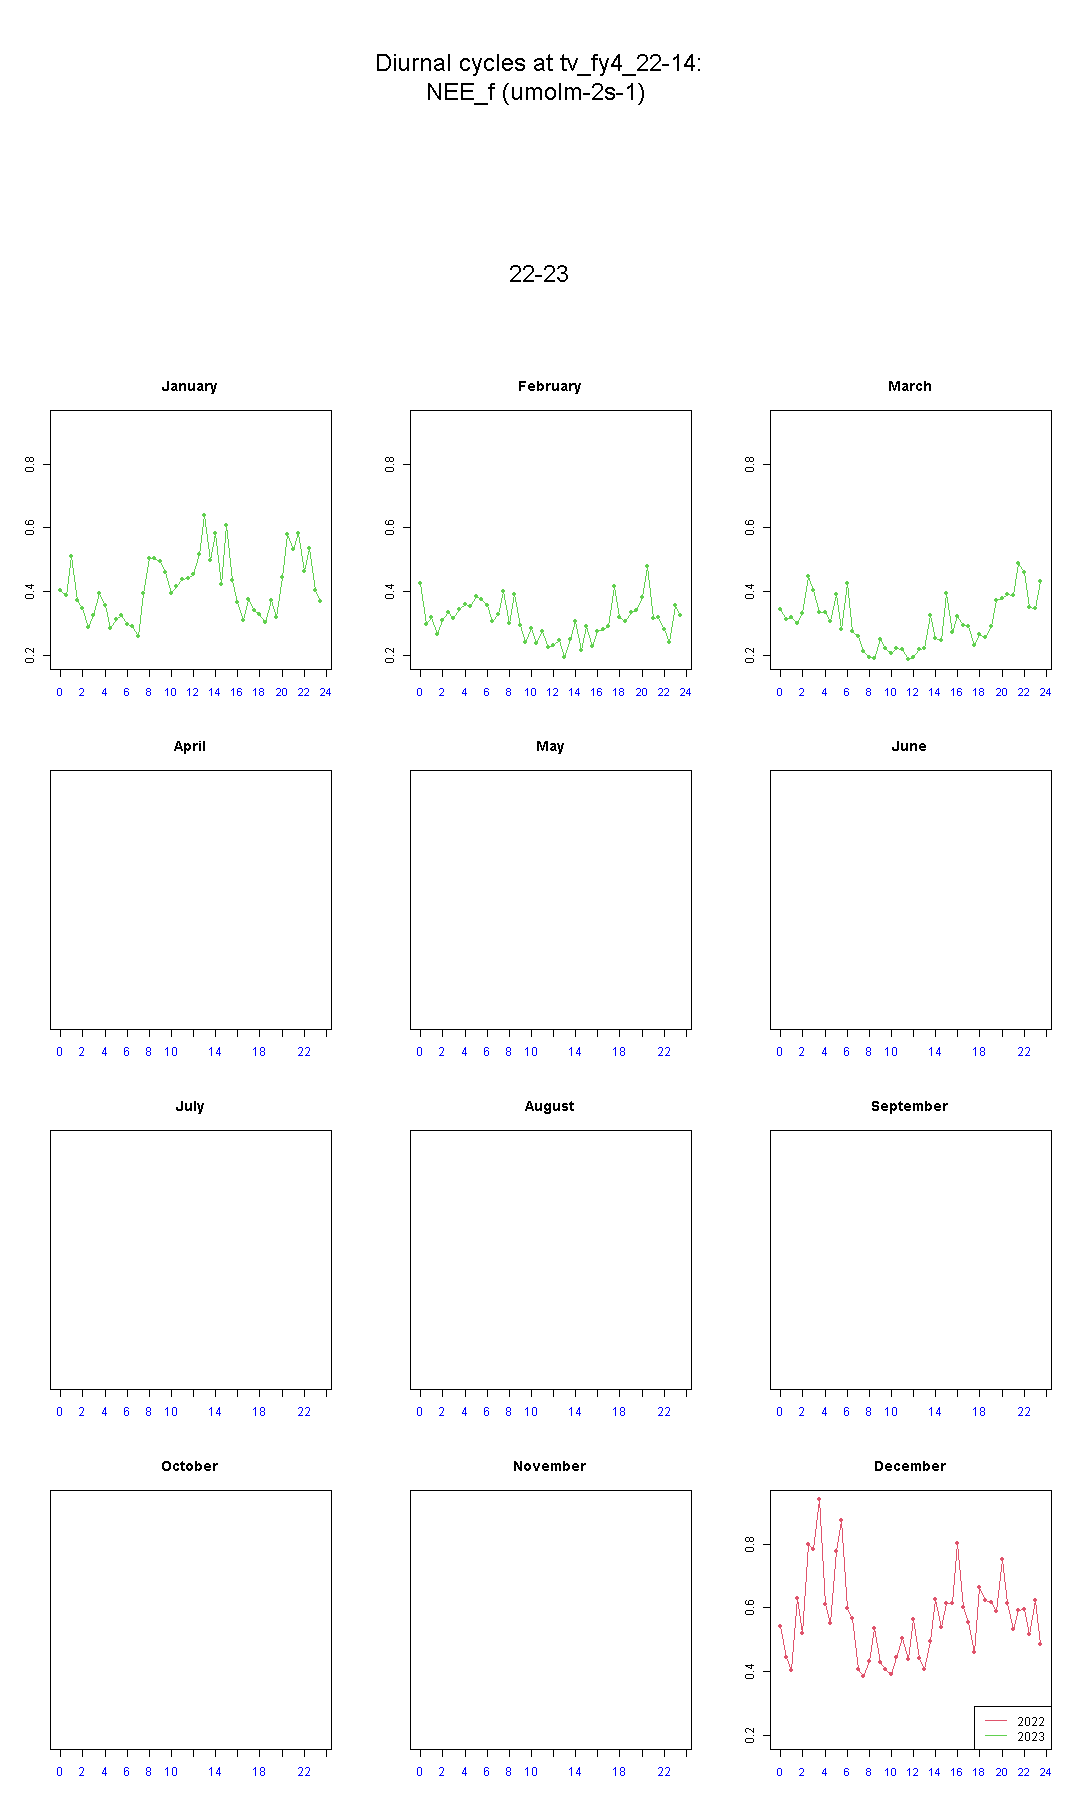 Diurnal cycles at tv_fy4_22-14:
NEE_f (umolm-2s-1)
22-23
January
0.2 0.4 0.6 0.8
0 2 4 6 8 10 12 14 16 18 20 22 24
February
0.2 0.4 0.6 0.8
0 2 4 6 8 10 12 14 16 18 20 22 24
March
0.2 0.4 0.6 0.8
0 2 4 6 8 10 12 14 16 18 20 22 24
April
0 2 4 6 8 10 14 18 22
May
0 2 4 6 8 10 14 18 22
June
0 2 4 6 8 10 14 18 22
July
0 2 4 6 8 10 14 18 22
August
0 2 4 6 8 10 14 18 22
September
0 2 4 6 8 10 14 18 22
October
0 2 4 6 8 10 14 18 22
November
0 2 4 6 8 10 14 18 22
December
0.2 0.4 0.6 0.8
2022
2023
0 2 4 6 8 10 12 14 16 18 20 22 24